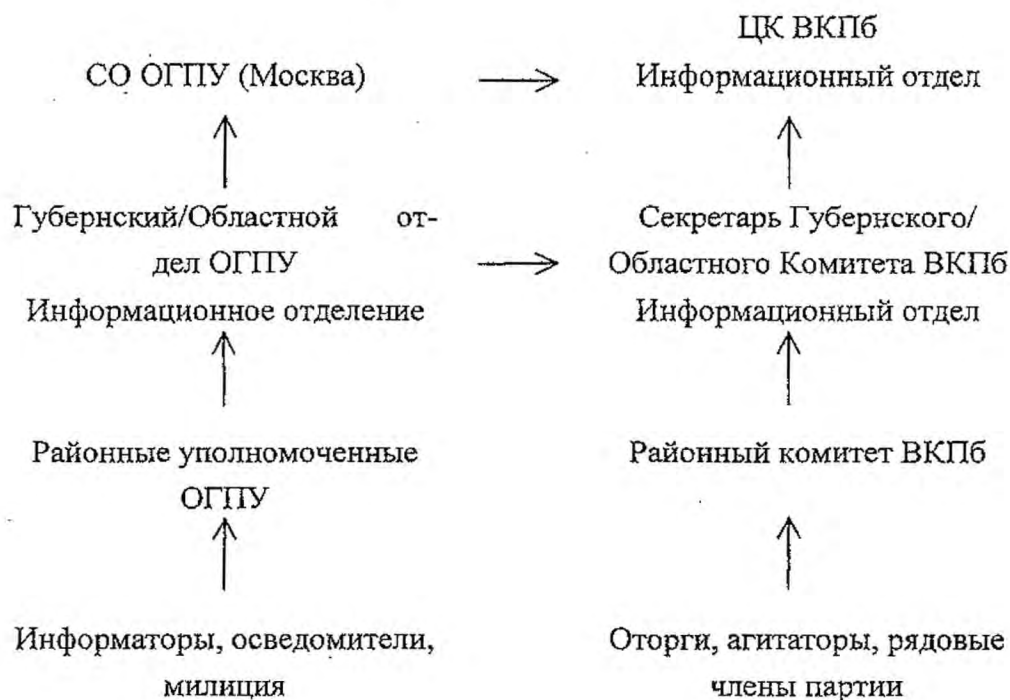 ЦК ВКПб
СО ОГПУ (Москва)
Информационный отдел
Губернский/Областной от-
дел ОГПУ
Информационное отделение
Секретарь Губернского/
Областного Комитета ВКПб
Информационный отдел
Районные уполномоченные
ОГПУ
Районный комитет ВКПб
Информаторы, осведомители,
милиция
Оторги, агитаторы, рядовые
члены партии